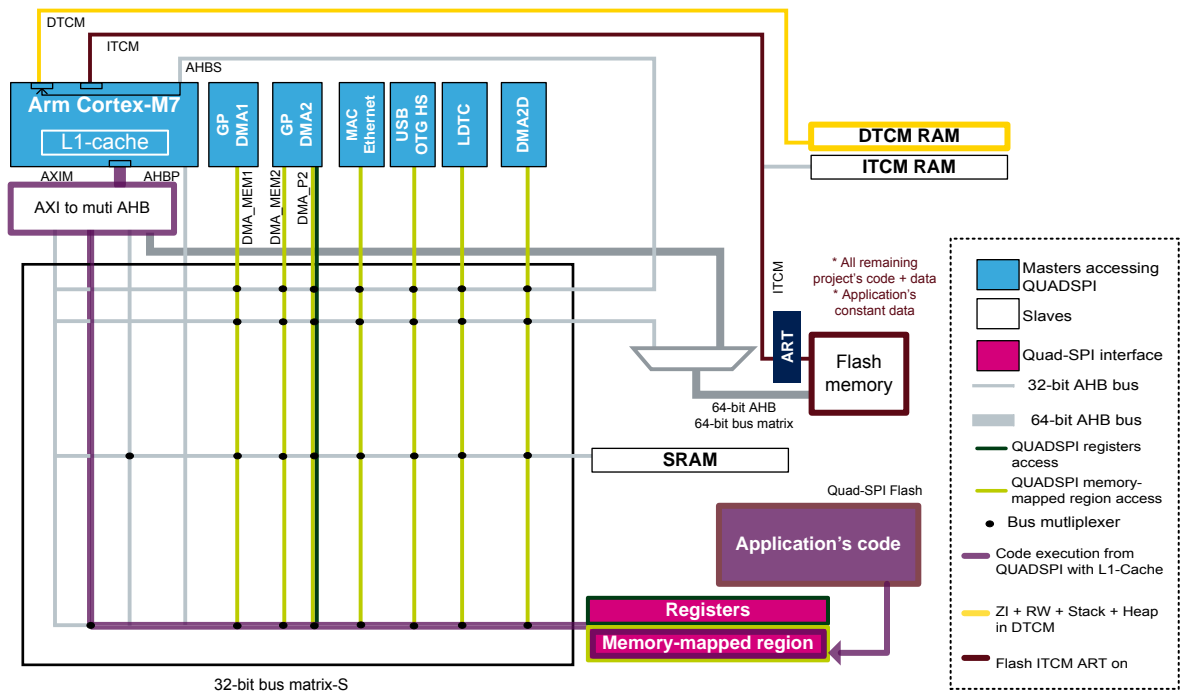 DTCM
ITCM
AHBS
Arm Cortex-M7
L1-cache
GP
DMA1
GP
DMA2
MAC
Ethernet
USB
OTG HS
LDTC
DMA2D
DTCM RAM
ITCM RAM
AXIM
AHBP
AXI to muti AHB
DMA_MEM1
DMA_MEM2
DMA_P2
ITCM
* All remaining
project's code + data
* Application's
constant data
ART
Flash
memory
64-bit AHB
64-bit bus matrix
SRAM
Quad-SPI Flash
Application's code
Registers
Memory-mapped region
32-bit bus matrix-S
Masters accessing
QUADSPI
Slaves
Quad-SPI interface
32-bit AHB bus
64-bit AHB bus
QUADSPI registers
access
QUADSPI memory-
mapped region access
Bus mutliplexer
Code execution from
QUADSPI with L1-Cache
ZI + RW + Stack + Heap
in DTCM
Flash ITCM ART on